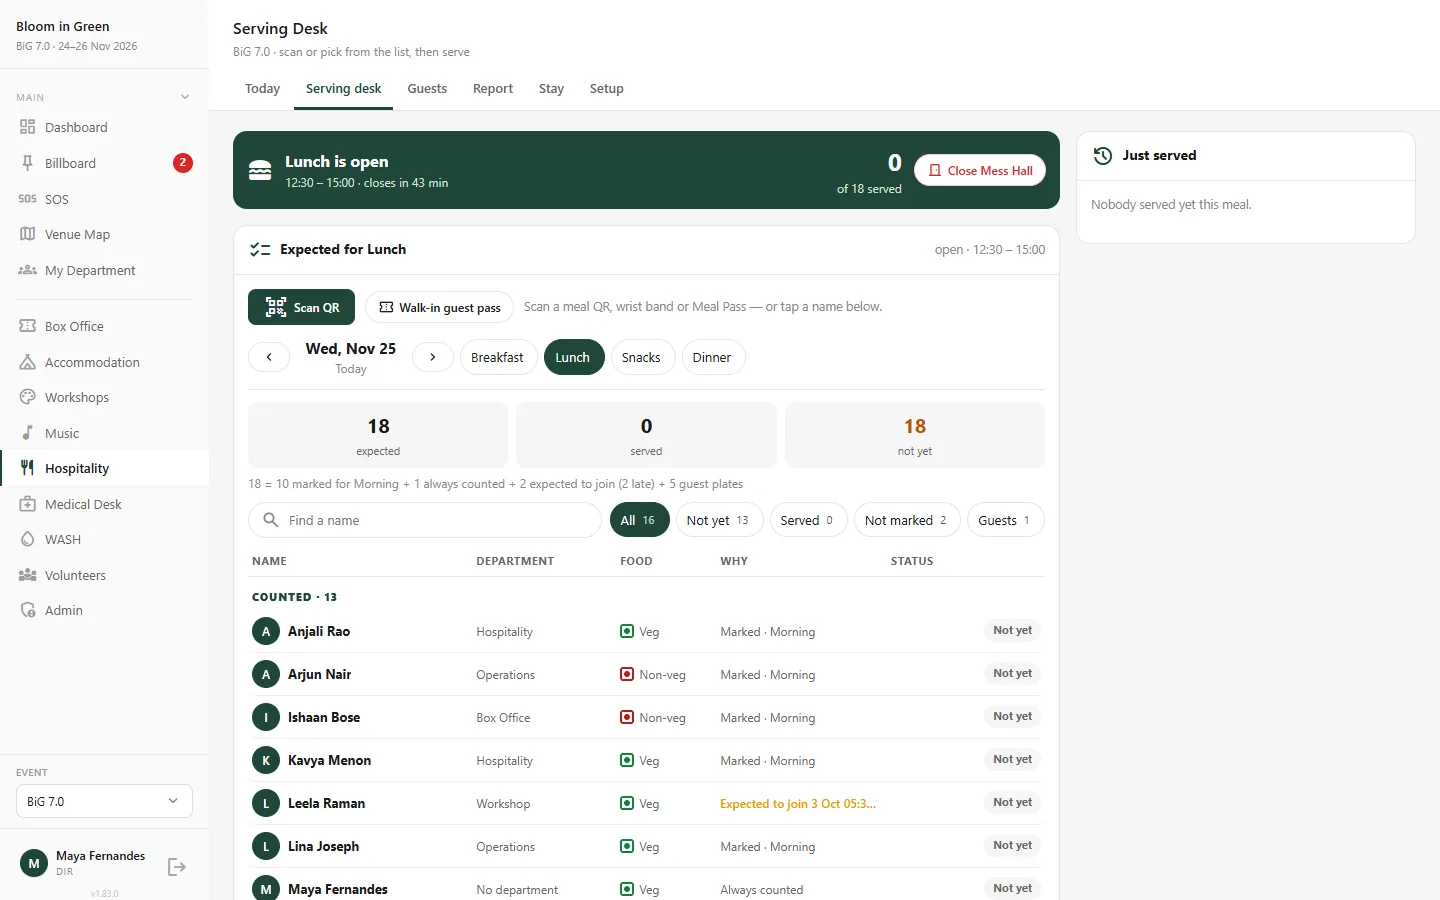 Bloom in Green
BiG 7.0 · 24–26 Nov 2026
MAIN
Dashboard
Billboard 2
SOS SOS
Venue Map
My Department
Box Office
Accommodation
Workshops
Music
Hospitality
Medical Desk
WASH
Volunteers
Admin
EVENT
BiG 7.0
M Maya Fernandes
DIR
v1.83.0
Serving Desk
BiG 7.0 · scan or pick from the list, then serve
Today Serving desk Guests Report Stay Setup
Lunch is open
12:30 – 15:00 · closes in 43 min
0
of 18 served
Close Mess Hall
Expected for Lunch
open · 12:30 – 15:00
Scan QR Walk-in guest pass Scan a meal QR, wrist band or Meal Pass — or tap a name below.
Wed, Nov 25
Today
Breakfast Lunch Snacks Dinner
18
expected
0
served
18
not yet
18 = 10 marked for Morning + 1 always counted + 2 expected to join (2 late) + 5 guest plates
Find a name
All 16 Not yet 13 Served 0 Not marked 2 Guests 1
NAME DEPARTMENT FOOD WHY STATUS
COUNTED · 13
A Anjali Rao Hospitality Veg Marked · Morning Not yet
A Arjun Nair Operations Non-veg Marked · Morning Not yet
I Ishaan Bose Box Office Non-veg Marked · Morning Not yet
K Kavya Menon Hospitality Veg Marked · Morning Not yet
L Leela Raman Workshop Veg Expected to join 3 Oct 05:3... Not yet
L Lina Joseph Operations Veg Marked · Morning Not yet
M Maya Fernandes No department Veg Always counted Not yet
Just served
Nobody served yet this meal.